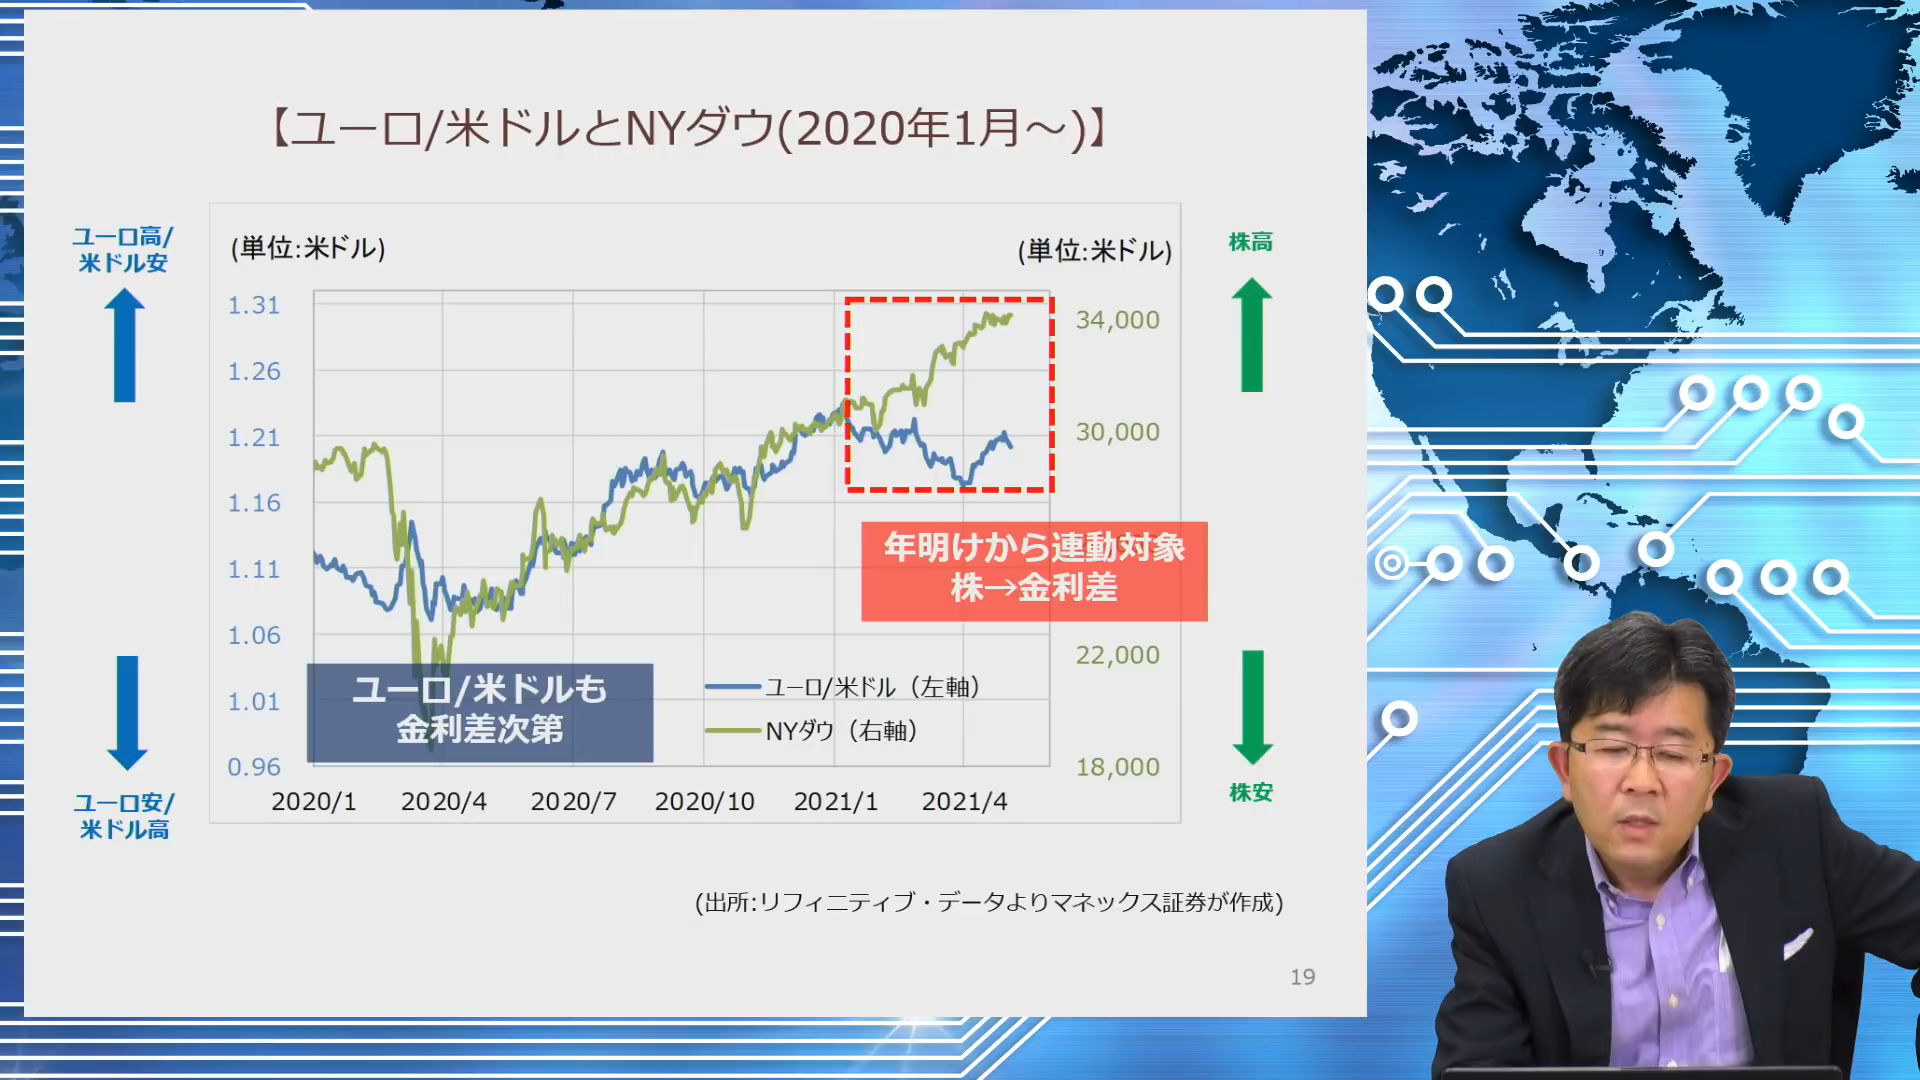 【ユーロ/米ドルとNYダウ(2020年1月～)】
ユーロ高/
米ドル安
(単位:米ドル)
(単位:米ドル)
株高
1.31
1.26
1.21
1.16
1.11
1.06
1.01
0.96
34,000
30,000
22,000
18,000
年明けから連動対象
株→金利差
ユーロ/米ドルも
金利差次第
ユーロ/米ドル（左軸）
NYダウ（右軸）
2020/1 2020/4 2020/7 2020/10 2021/1 2021/4
ユーロ安/
米ドル高
株安
(出所:リフィニティブ・データよりマネックス証券が作成)
19